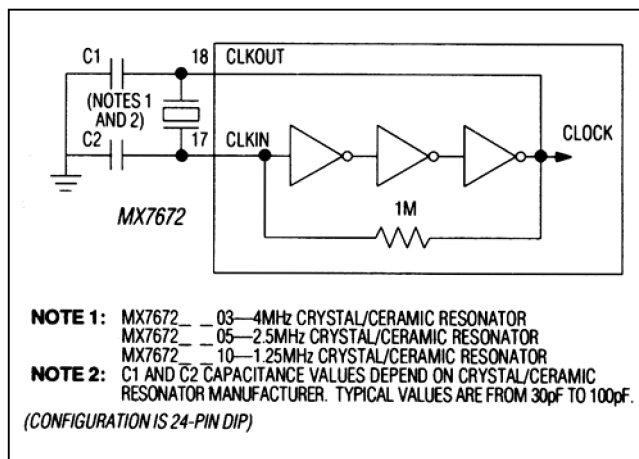 C1
18
CLKOUT
(NOTES 1
AND 2)
C2
17
CLKIN
CLOCK
1M
MX7672
NOTE 1: MX7672_ _ 03—4MHz CRYSTAL/CERAMIC RESONATOR
MX7672_ _ 05—2.5MHz CRYSTAL/CERAMIC RESONATOR
MX7672_ _ 10—1.25MHz CRYSTAL/CERAMIC RESONATOR
NOTE 2: C1 AND C2 CAPACITANCE VALUES DEPEND ON CRYSTAL/CERAMIC
RESONATOR MANUFACTURER. TYPICAL VALUES ARE FROM 30pF TO 100pF.
(CONFIGURATION IS 24-PIN DIP)